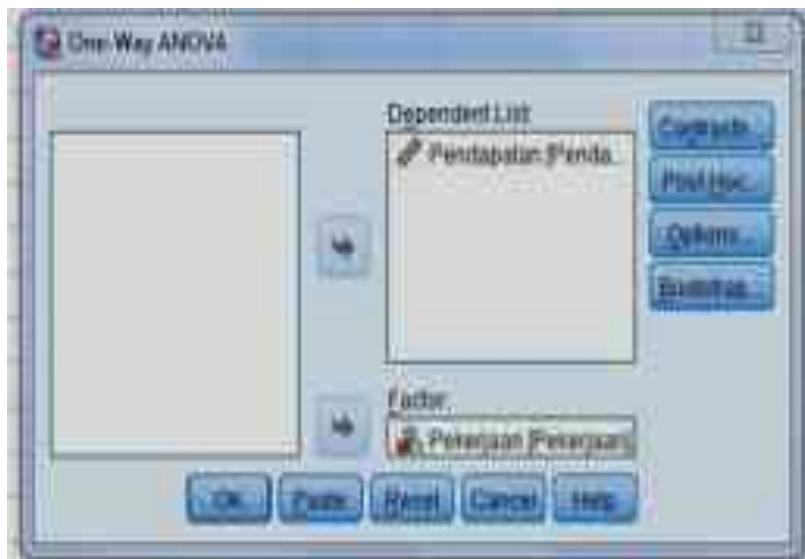 One-Way ANOVA
Dependent List:
Pendapatan [Penda...
Contrasts...
Post Hoc...
Options...
Bootstrap...
Factor:
Pekerjaan [Pekerjaan]
OK
Paste
Reset
Cancel
Help